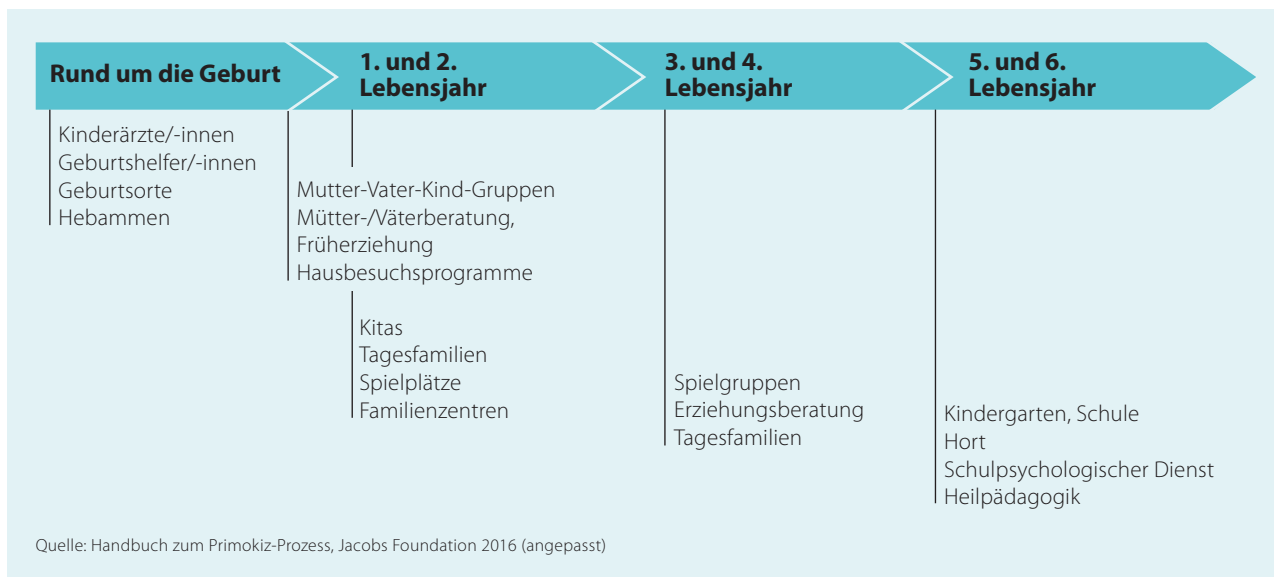 Rund um die Geburt
1. und 2.
Lebensjahr
3. und 4.
Lebensjahr
5. und 6.
Lebensjahr
Kinderärzte/-innen
Geburtshelfer/-innen
Geburtsorte
Hebammen
Mutter-Vater-Kind-Gruppen
Mütter-/Väterberatung,
Früherziehung
Hausbesuchsprogramme
Kitas
Tagesfamilien
Spielplätze
Familienzentren
Spielgruppen
Erziehungsberatung
Tagesfamilien
Kindergarten, Schule
Hort
Schulpsychologischer Dienst
Heilpädagogik
Quelle: Handbuch zum Primokiz-Prozess, Jacobs Foundation 2016 (angepasst)